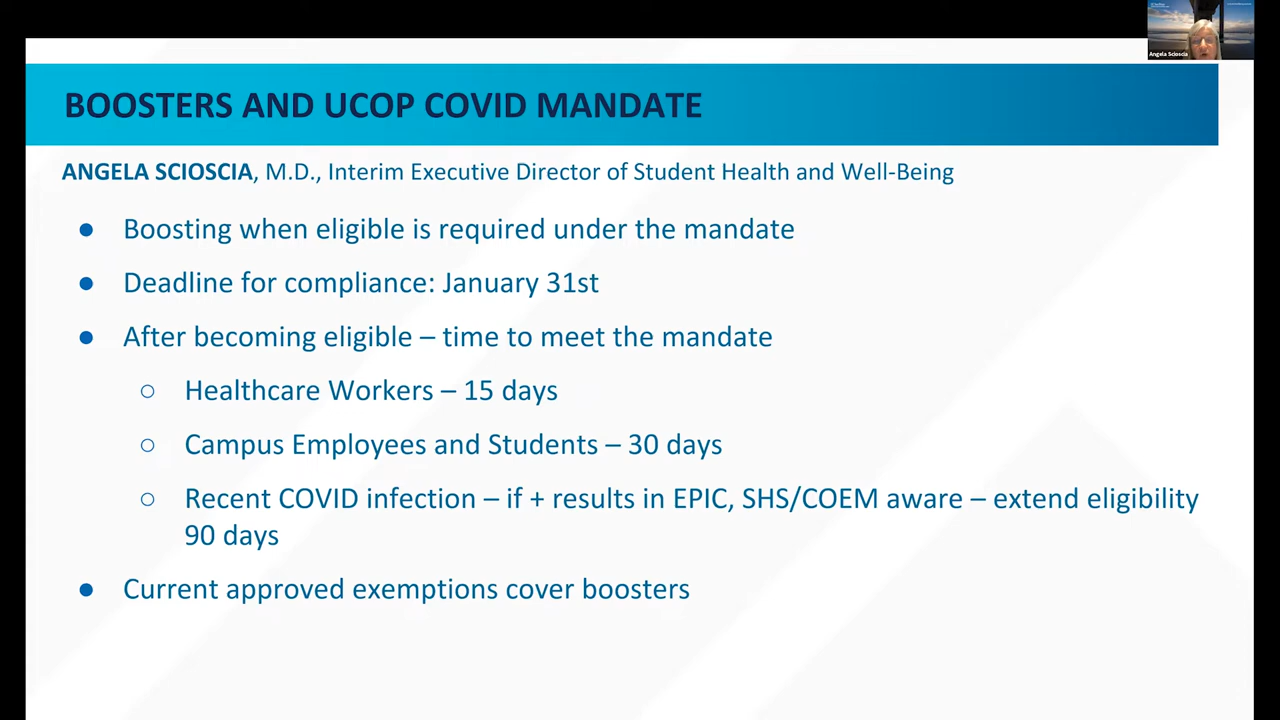 Angela Scioscia
BOOSTERS AND UCOP COVID MANDATE
ANGELA SCIOSCIA, M.D., Interim Executive Director of Student Health and Well-Being
● Boosting when eligible is required under the mandate
● Deadline for compliance: January 31st
● After becoming eligible – time to meet the mandate
○ Healthcare Workers – 15 days
○ Campus Employees and Students – 30 days
○ Recent COVID infection – if + results in EPIC, SHS/COEM aware – extend eligibility
90 days
● Current approved exemptions cover boosters